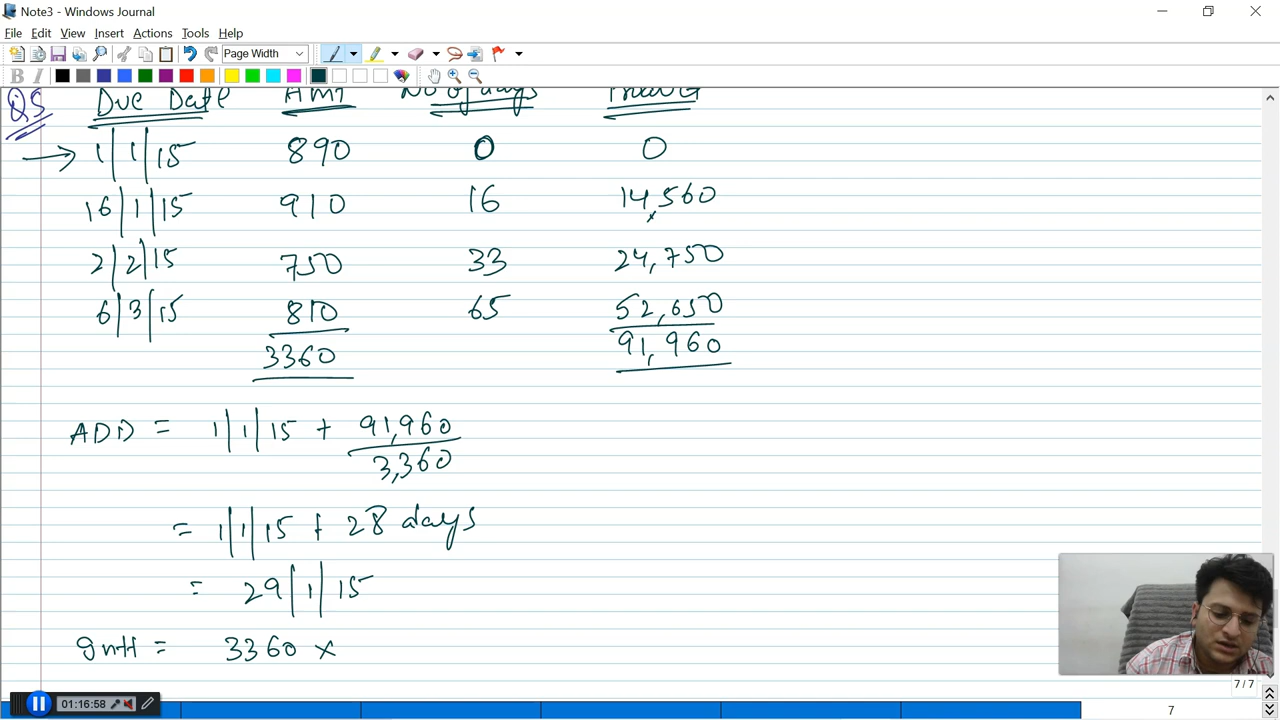 Note3 - Windows Journal
File Edit View Insert Actions Tools Help
Page Width
B I
Q5 Due Date AMT No of days
→ 1|1|15 890 0 0
16|1|15 910 16 14,560
2|2|15 750 33 24,750
6|3|15 810 65 52,650
3360 91,960
ADD = 1|1|15 + 91,960
3,360
= 1|1|15 + 28 days
= 29|1|15
Intt = 3360 ×
7/7
01:16:58
7